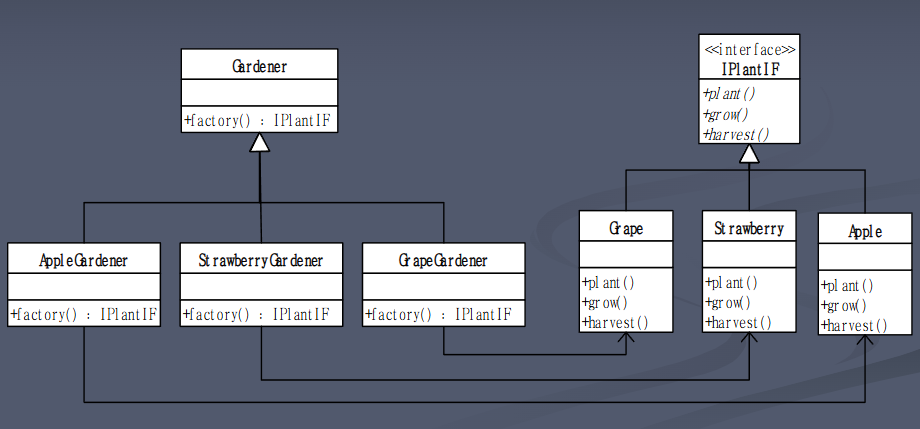 Gardener
+factory() : IPlantIF
<<interface>>
IPlantIF
+plant()
+grow()
+harvest()
AppleGardener
+factory() : IPlantIF
StrawberryGardener
+factory() : IPlantIF
GrapeGardener
+factory() : IPlantIF
Grape
+plant()
+grow()
+harvest()
Strawberry
+plant()
+grow()
+harvest()
Apple
+plant()
+grow()
+harvest()